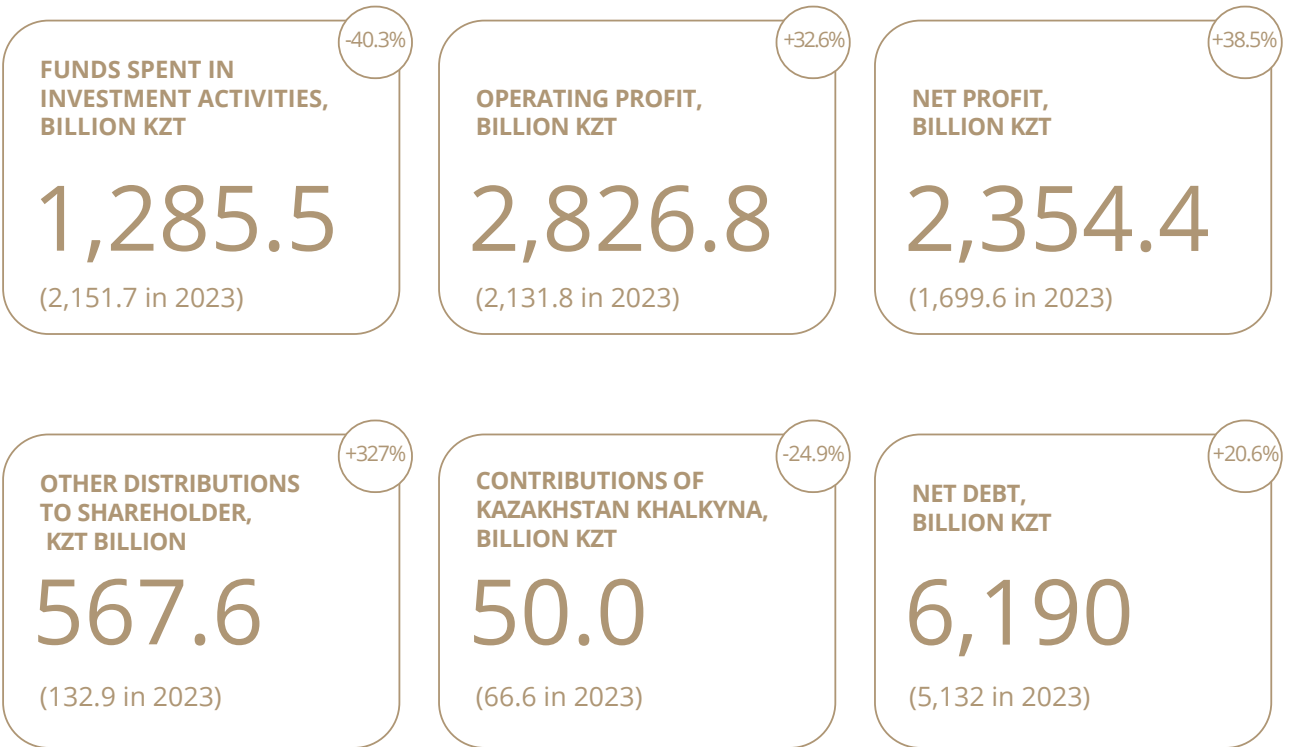 -40.3%
FUNDS SPENT IN
INVESTMENT ACTIVITIES,
BILLION KZT
1,285.5
(2,151.7 in 2023)
+32.6%
OPERATING PROFIT,
BILLION KZT
2,826.8
(2,131.8 in 2023)
+38.5%
NET PROFIT,
BILLION KZT
2,354.4
(1,699.6 in 2023)
+327%
OTHER DISTRIBUTIONS
TO SHAREHOLDER,
KZT BILLION
567.6
(132.9 in 2023)
-24.9%
CONTRIBUTIONS OF
KAZAKHSTAN KHALKYNA,
BILLION KZT
50.0
(66.6 in 2023)
+20.6%
NET DEBT,
BILLION KZT
6,190
(5,132 in 2023)